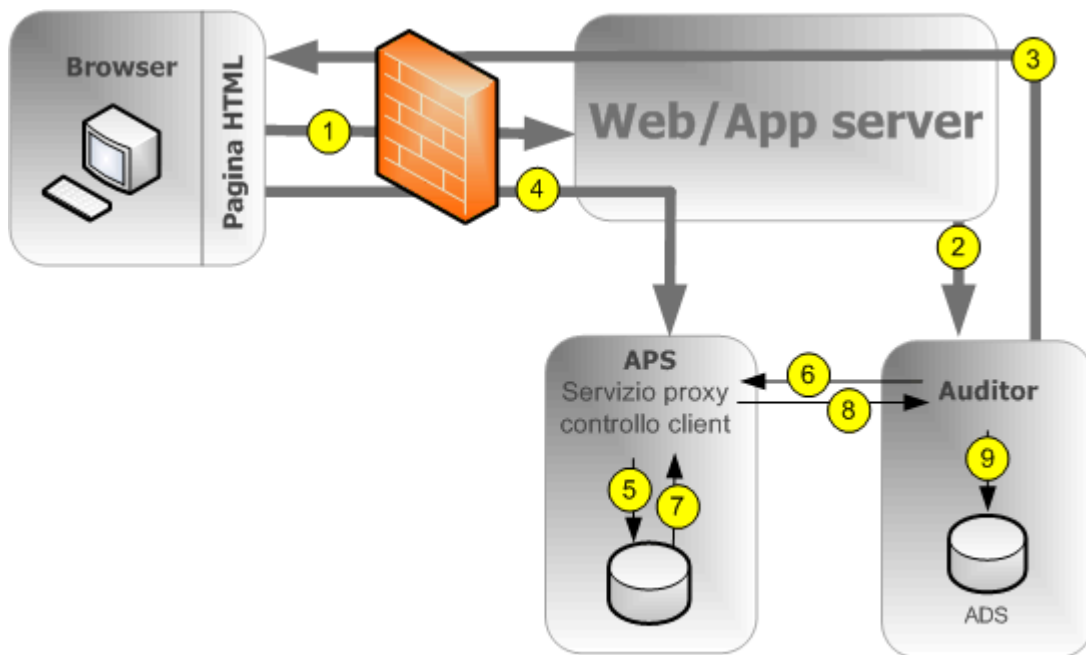 Browser
Pagina HTML
1
Web/App server
3
4
2
APS
Servizio proxy
controllo client
6
8
Auditor
5
7
9
ADS